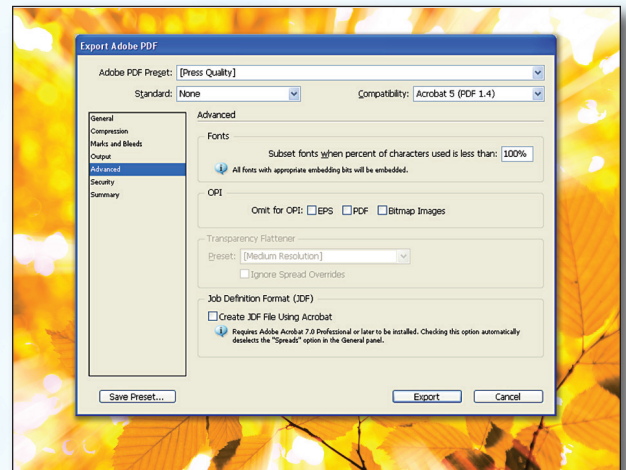 Export Adobe PDF
Adobe PDF Preset: [Press Quality]
Standard: None
Compatibility: Acrobat 5 (PDF 1.4)
General
Compression
Marks and Bleeds
Output
Advanced
Security
Summary
Advanced
Fonts
Subset fonts when percent of characters used is less than: 100%
All fonts with appropriate embedding bits will be embedded.
OPI
Omit for OPI: EPS PDF Bitmap Images
Transparency Flattener
Preset: [Medium Resolution]
Ignore Spread Overrides
Job Definition Format (JDF)
Create JDF File Using Acrobat
Requires Adobe Acrobat 7.0 Professional or later to be installed. Checking this option automatically
deselects the "Spreads" option in the General panel.
Save Preset...
Export
Cancel